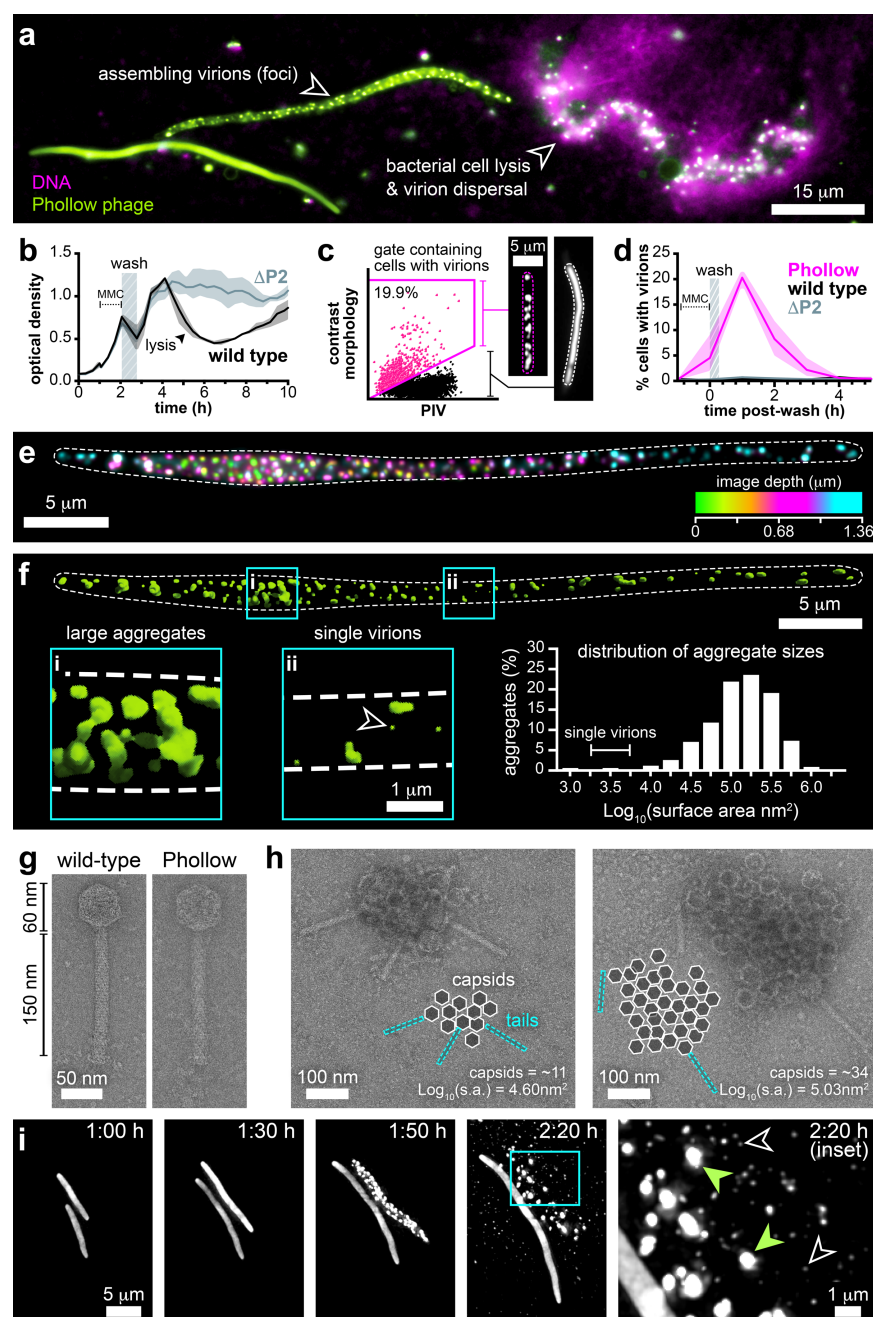 a
assembling virions (foci)
bacterial cell lysis
& virion dispersal
DNA
Phollow phage
15 µm
b
wash
MMC
ΔP2
lysis
wild type
optical density
1.5
1.0
0.5
0.0
0 2 4 6 8 10
time (h)
c
gate containing
cells with virions
19.9%
contrast
morphology
PIV
5 µm
d
wash
MMC
Phollow
wild type
ΔP2
% cells with virions
25
20
15
10
5
0
0 2 4
time post-wash (h)
e
5 µm
image depth (µm)
0 0.68 1.36
f
i
ii
5 µm
large aggregates
i
single virions
ii
1 µm
distribution of aggregate sizes
single virions
aggregates (%)
30
25
20
15
10
5
0
3.0 3.5 4.0 4.5 5.0 5.5 6.0
Log10(surface area nm²)
g
wild-type
Phollow
60 nm
150 nm
50 nm
h
capsids
tails
100 nm
capsids = ~11
Log10(s.a.) = 4.60nm²
100 nm
capsids = ~34
Log10(s.a.) = 5.03nm²
i
1:00 h
5 µm
1:30 h
1:50 h
2:20 h
2:20 h
(inset)
1 µm